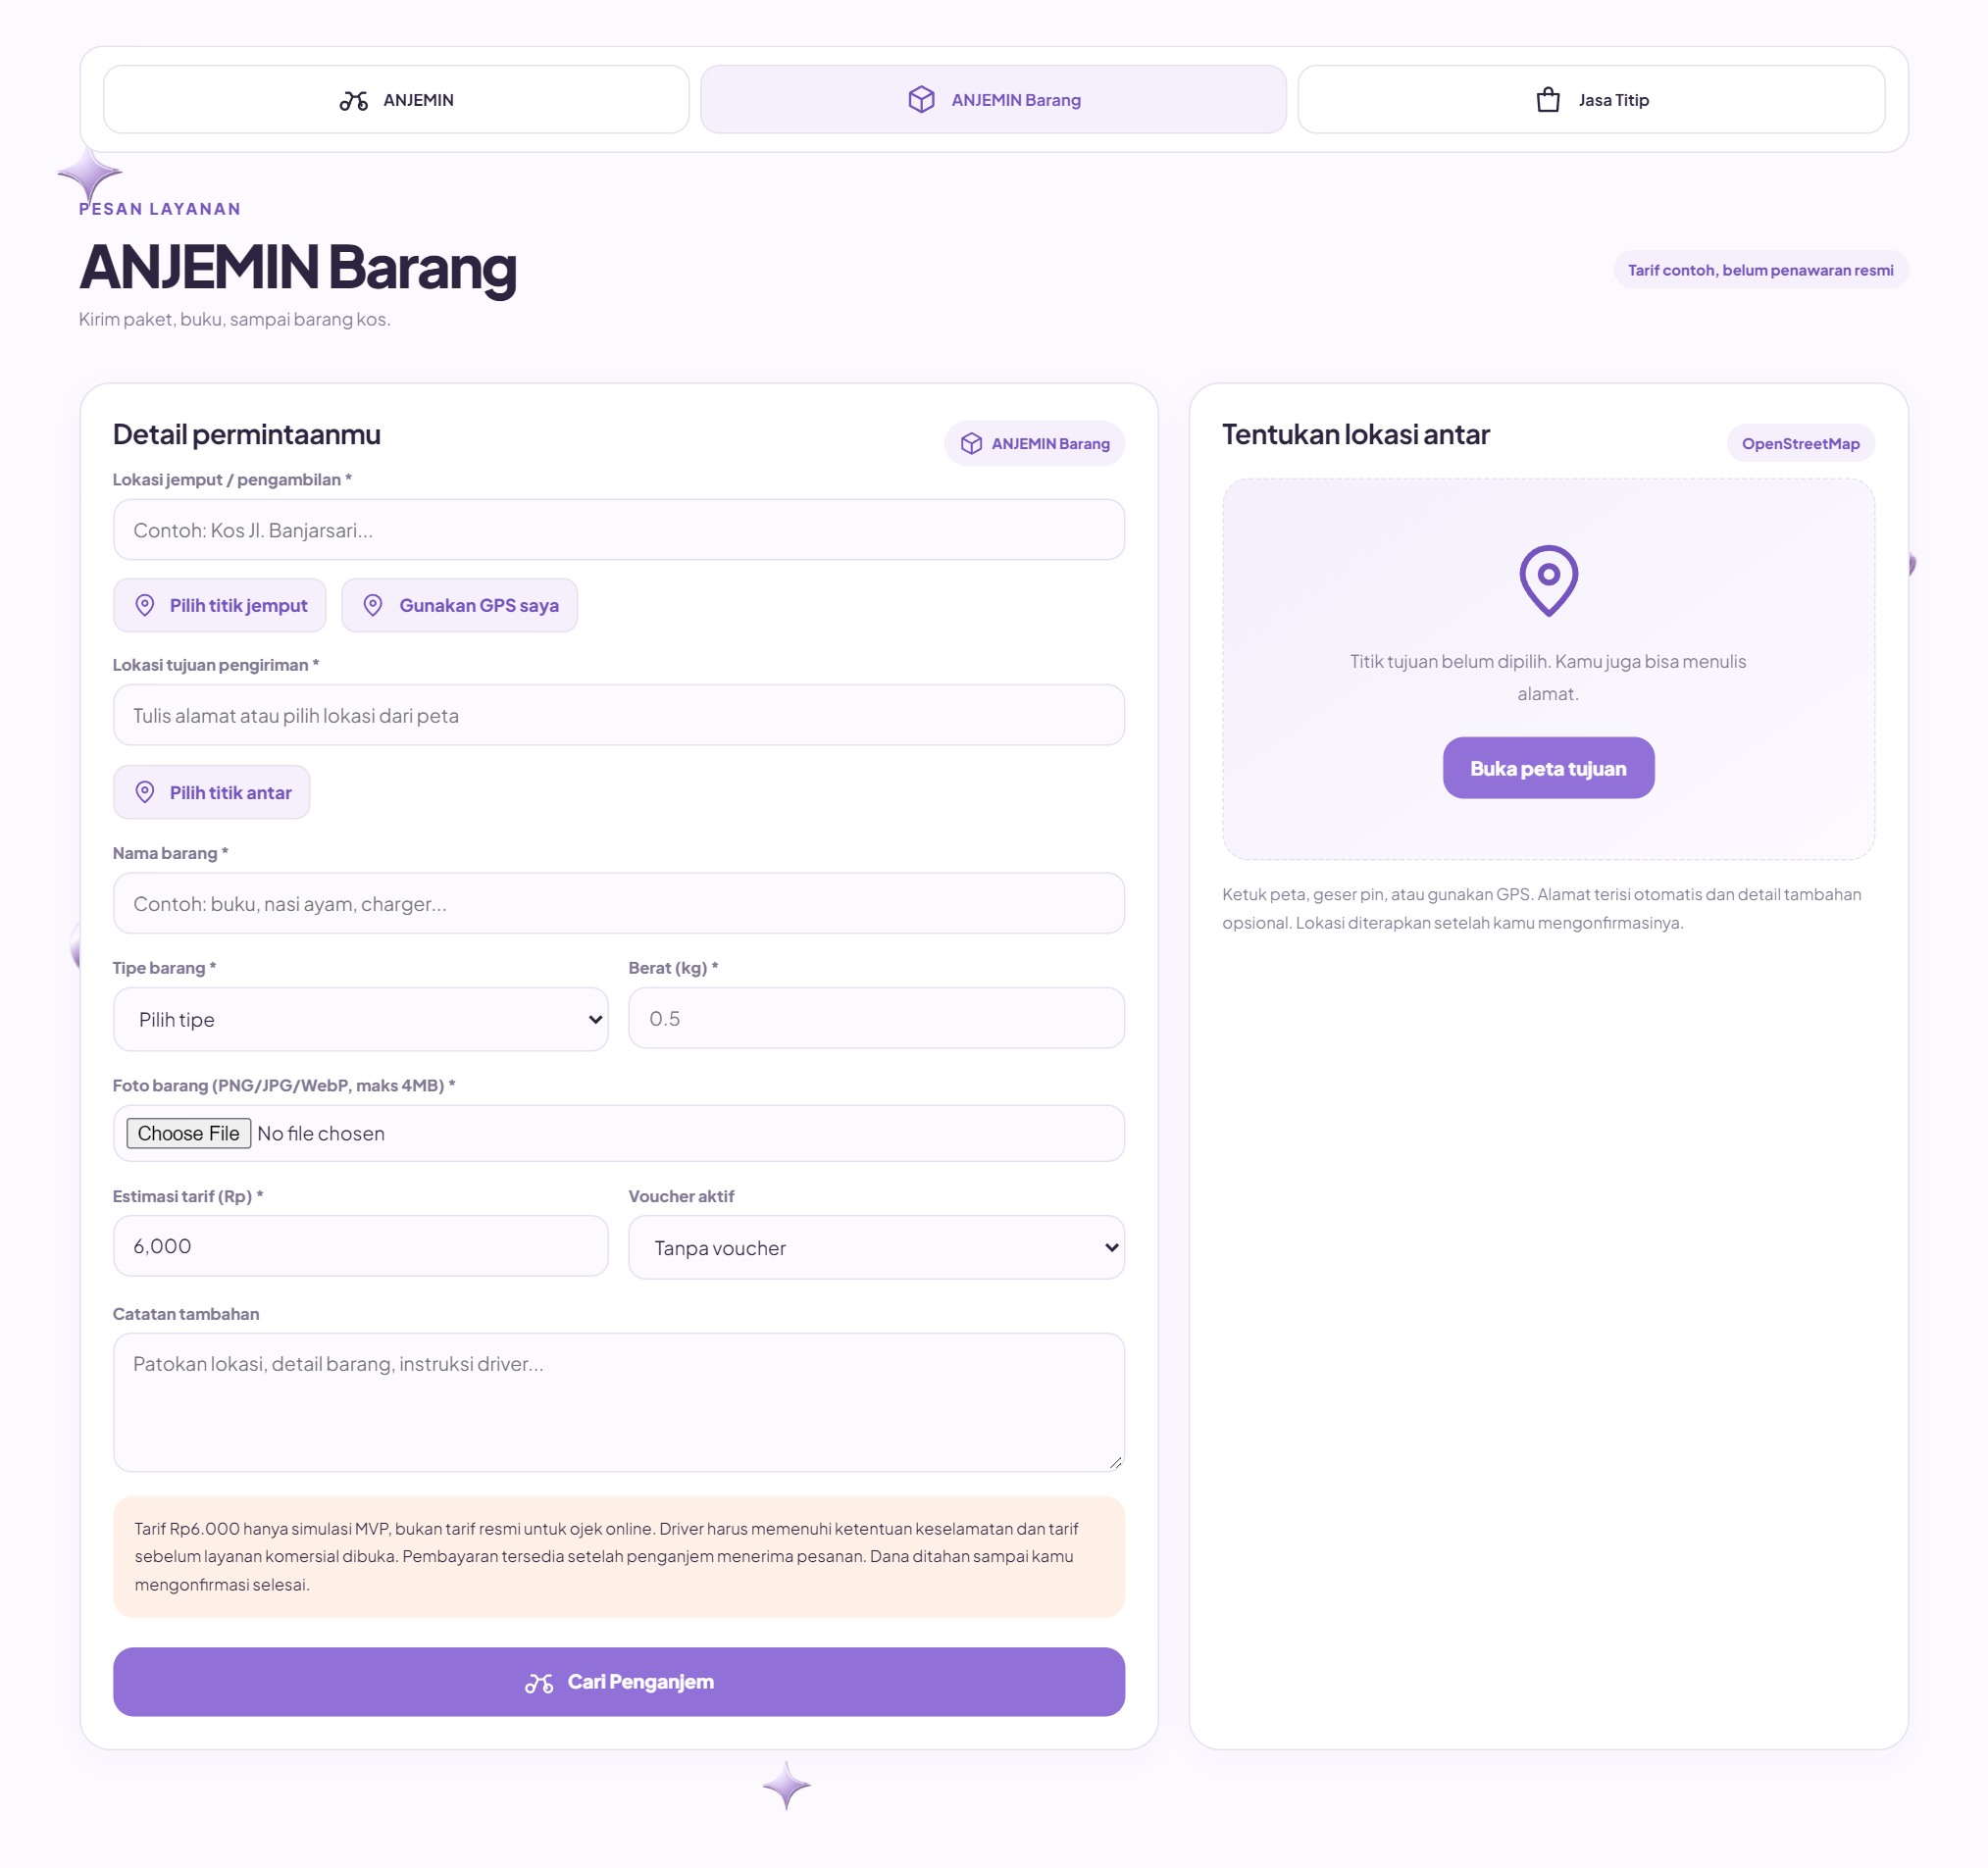 ANJEMIN
ANJEMIN Barang
Jasa Titip
PESAN LAYANAN
ANJEMIN Barang
Tarif contoh, belum penawaran resmi
Kirim paket, buku, sampai barang kos.
Detail permintaanmu
ANJEMIN Barang
Lokasi jemput / pengambilan *
Contoh: Kos Jl. Banjarsari...
Pilih titik jemput
Gunakan GPS saya
Lokasi tujuan pengiriman *
Tulis alamat atau pilih lokasi dari peta
Pilih titik antar
Nama barang *
Contoh: buku, nasi ayam, charger...
Tipe barang *
Berat (kg) *
Pilih tipe
0.5
Foto barang (PNG/JPG/WebP, maks 4MB) *
Choose File No file chosen
Estimasi tarif (Rp) *
Voucher aktif
6,000
Tanpa voucher
Catatan tambahan
Patokan lokasi, detail barang, instruksi driver...
Tarif Rp6.000 hanya simulasi MVP, bukan tarif resmi untuk ojek online. Driver harus memenuhi ketentuan keselamatan dan tarif
sebelum layanan komersial dibuka. Pembayaran tersedia setelah penganjem menerima pesanan. Dana ditahan sampai kamu
mengonfirmasi selesai.
Cari Penganjem
Tentukan lokasi antar
OpenStreetMap
Titik tujuan belum dipilih. Kamu juga bisa menulis
alamat.
Buka peta tujuan
Ketuk peta, geser pin, atau gunakan GPS. Alamat terisi otomatis dan detail tambahan
opsional. Lokasi diterapkan setelah kamu mengonfirmasinya.